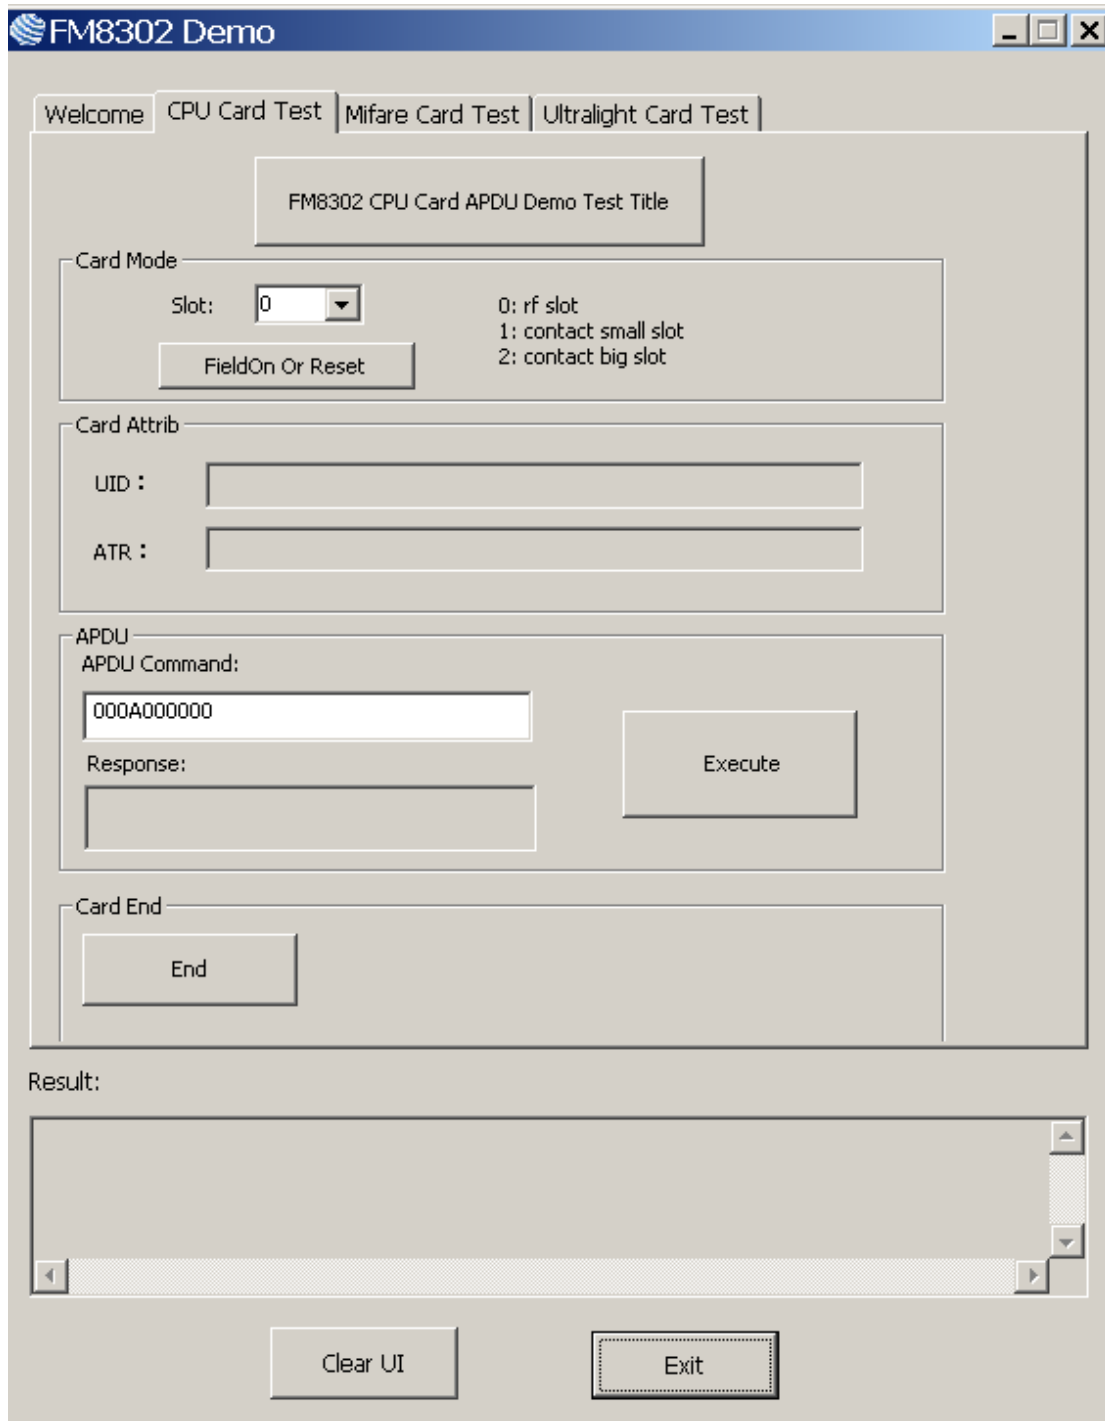 FM8302 Demo
Welcome CPU Card Test Mifare Card Test Ultralight Card Test
FM8302 CPU Card APDU Demo Test Title
Card Mode
Slot: 0
0: rf slot
1: contact small slot
2: contact big slot
FieldOn Or Reset
Card Attrib
UID：
ATR：
APDU
APDU Command:
000A000000
Response:
Execute
Card End
End
Result:
Clear UI Exit